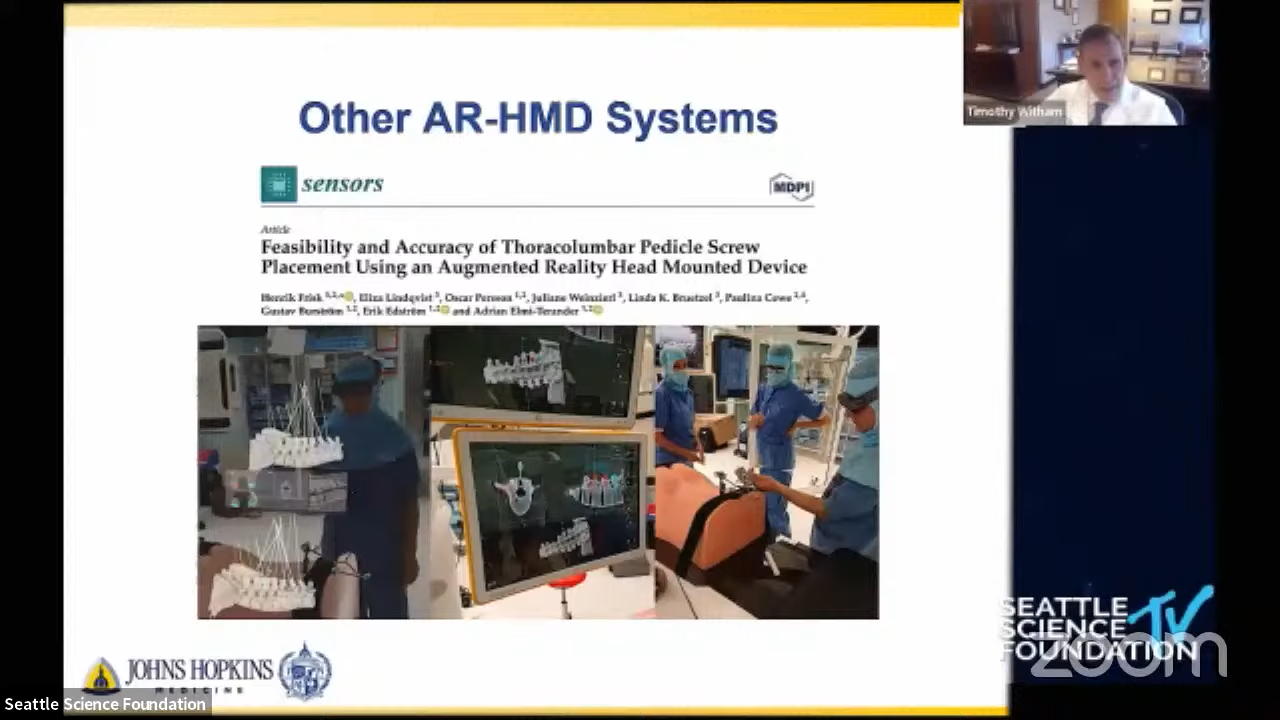 Other AR-HMD Systems
Timothy Witham
sensors
MDPI
Article
Feasibility and Accuracy of Thoracolumbar Pedicle Screw
Placement Using an Augmented Reality Head Mounted Device
Henrik Frisk Eliza Lindqvist Oscar Persson Juliane Weinzierl Linda K. Bruetzel Paulina Cewe
Gustav Burström Erik Edström and Adrian Elmi-Terander
JOHNS HOPKINS
MEDICINE
SEATTLE
SCIENCE
FOUNDATION
TV
zoom
Seattle Science Foundation